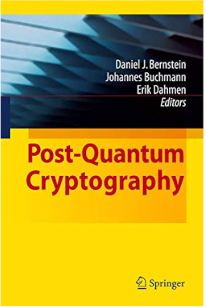 Daniel J. Bernstein
Johannes Buchmann
Erik Dahmen
Editors
Post-Quantum
Cryptography
Springer